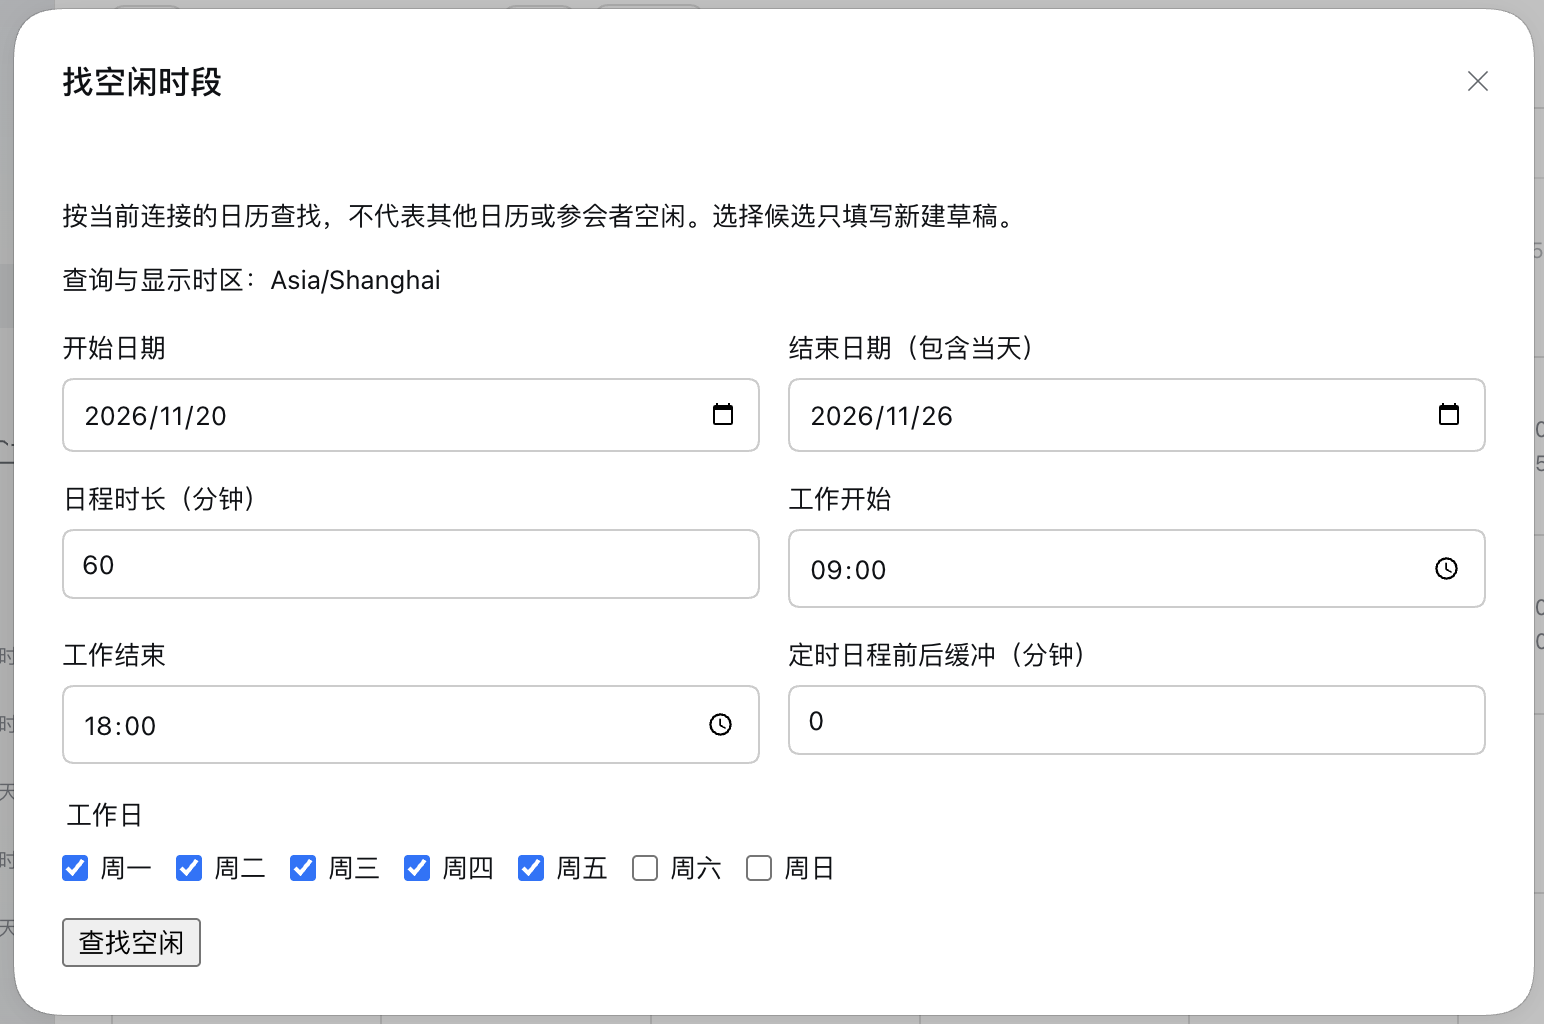 找空闲时段
按当前连接的日历查找，不代表其他日历或参会者空闲。选择候选只填写新建草稿。
查询与显示时区：Asia/Shanghai
开始日期
结束日期（包含当天）
2026/11/20
2026/11/26
日程时长（分钟）
工作开始
60
09:00
工作结束
定时日程前后缓冲（分钟）
18:00
0
工作日
周一 周二 周三 周四 周五 周六 周日
查找空闲